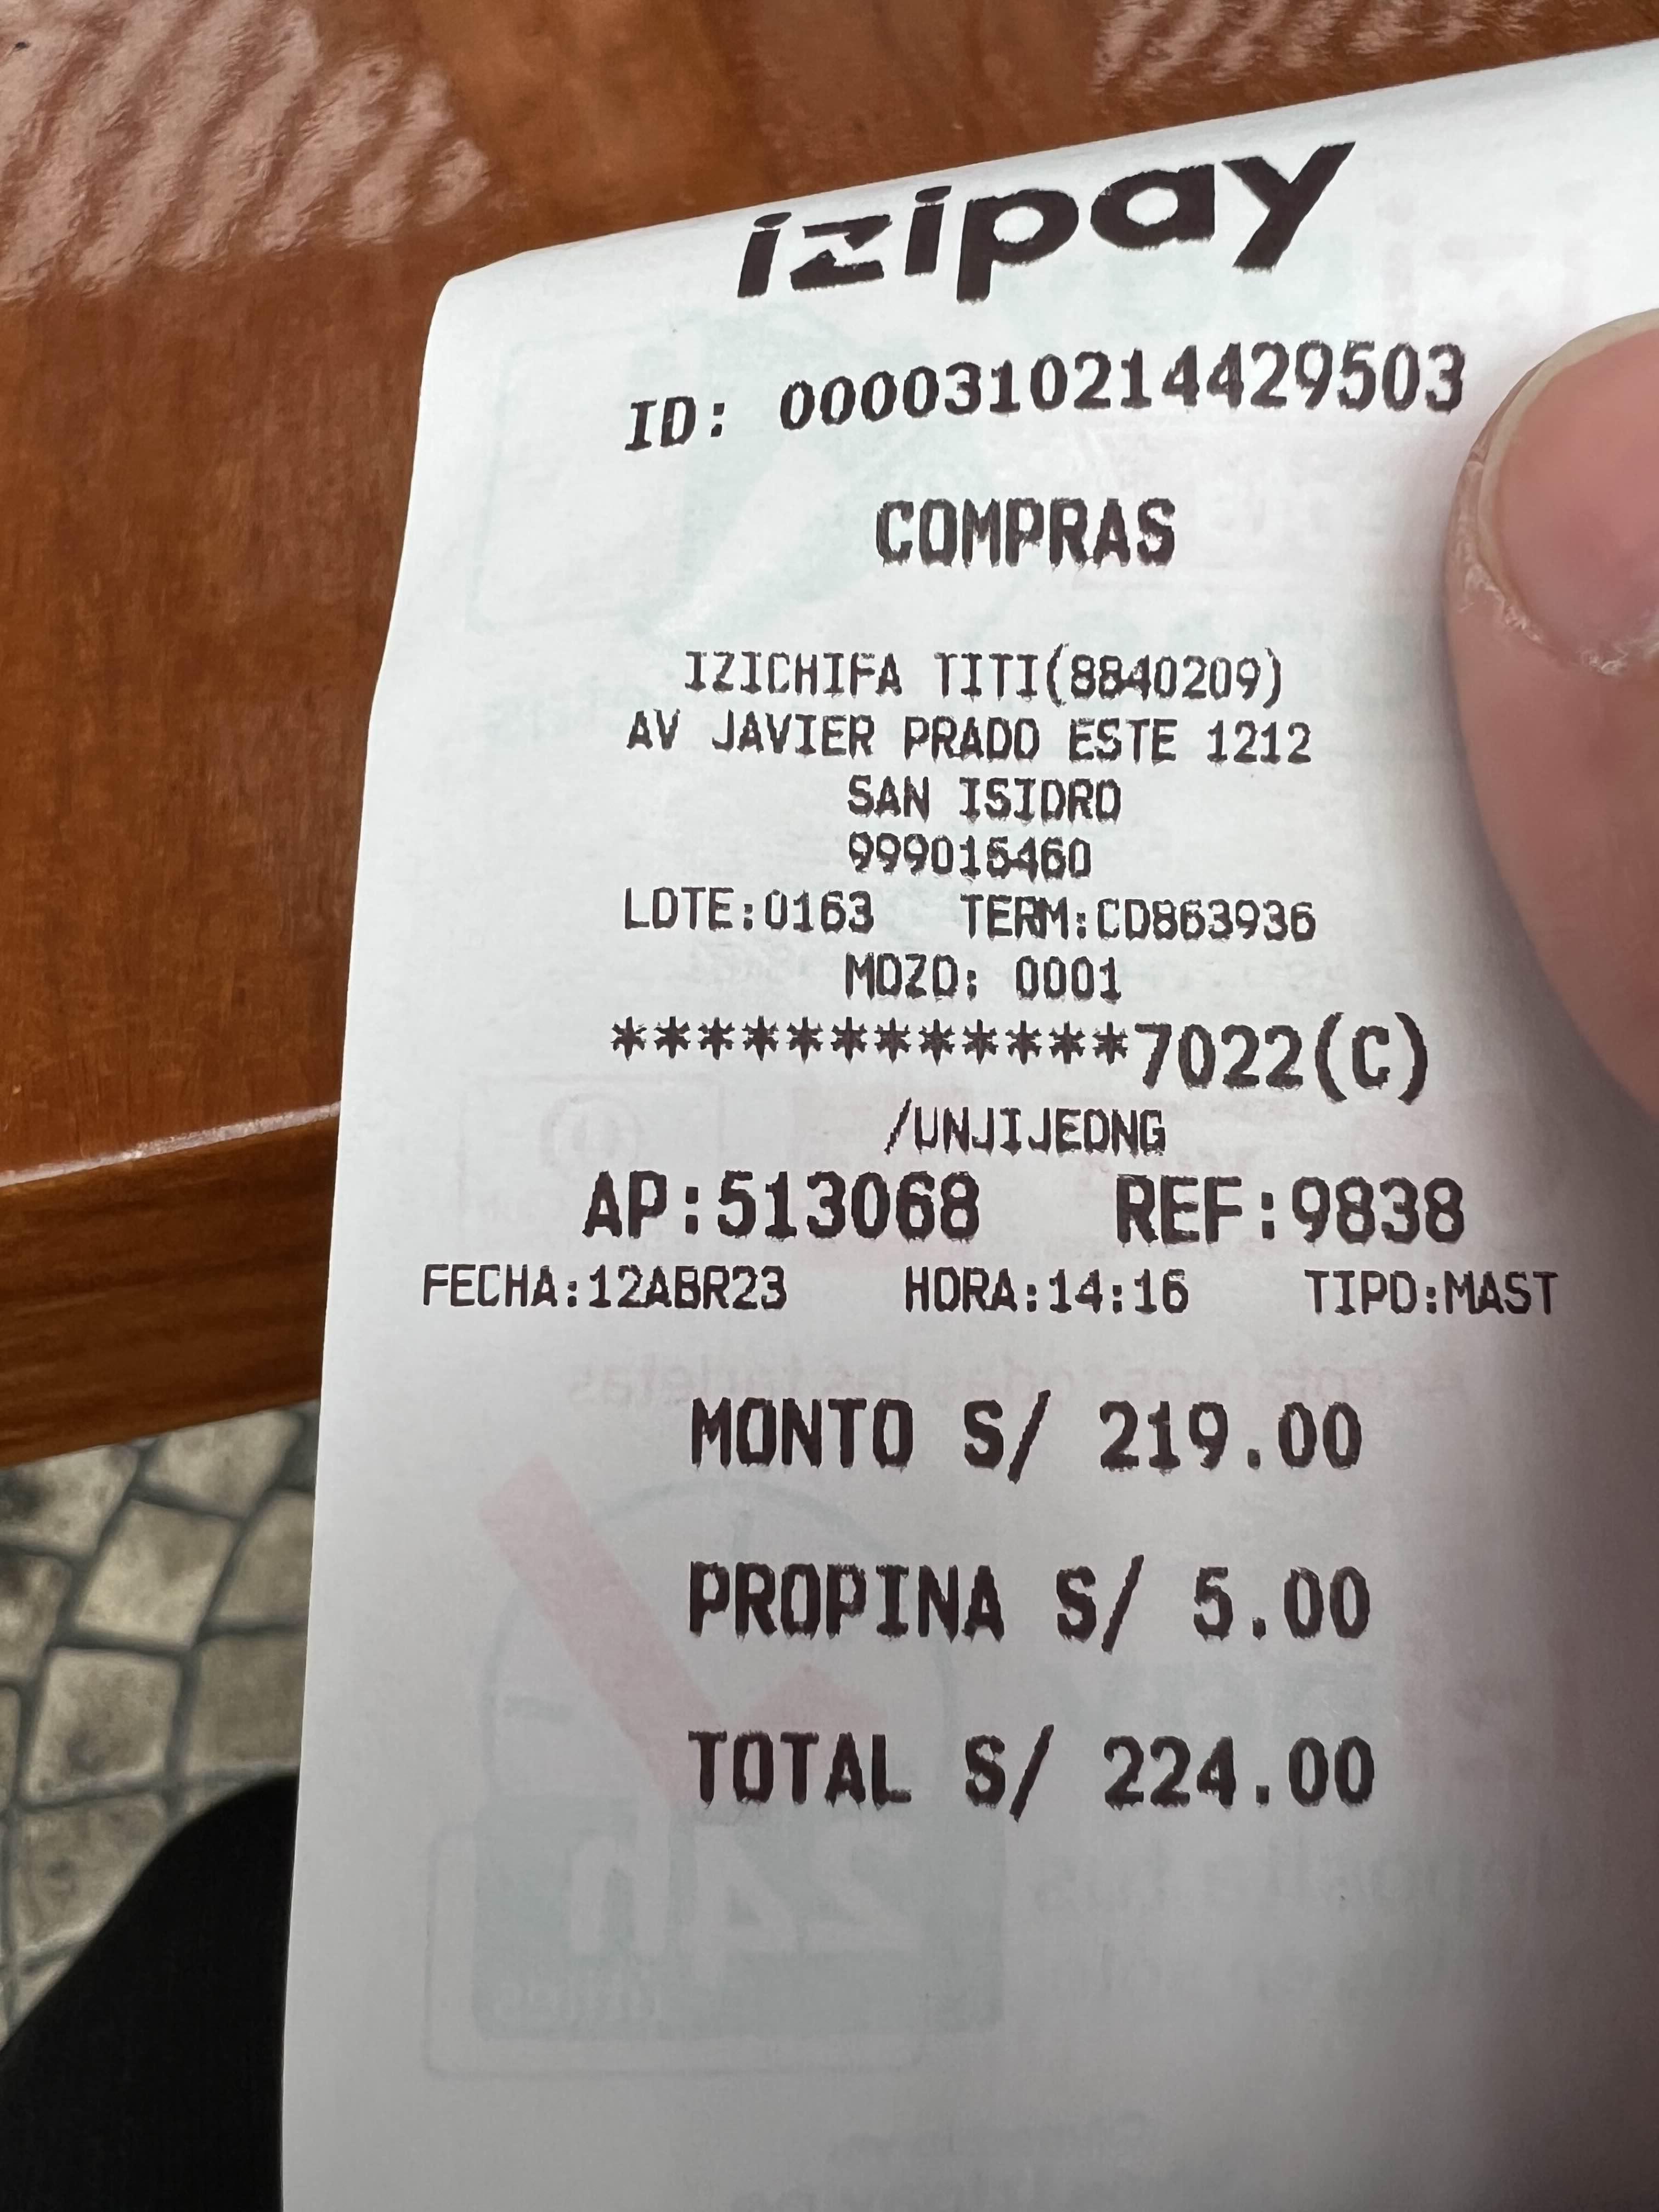 izipay
ID: 0000310214429503
COMPRAS
IZICHIFA TITI(8840209)
AV JAVIER PRADO ESTE 1212
SAN ISIDRO
999015460
LOTE:0163 TERM:CD863936
MOZO: 0001
************7022(C)
/UNJIJEONG
AP:513068 REF:9838
FECHA:12ABR23 HORA:14:16 TIPO:MAST
MONTO S/ 219.00
PROPINA S/ 5.00
TOTAL S/ 224.00